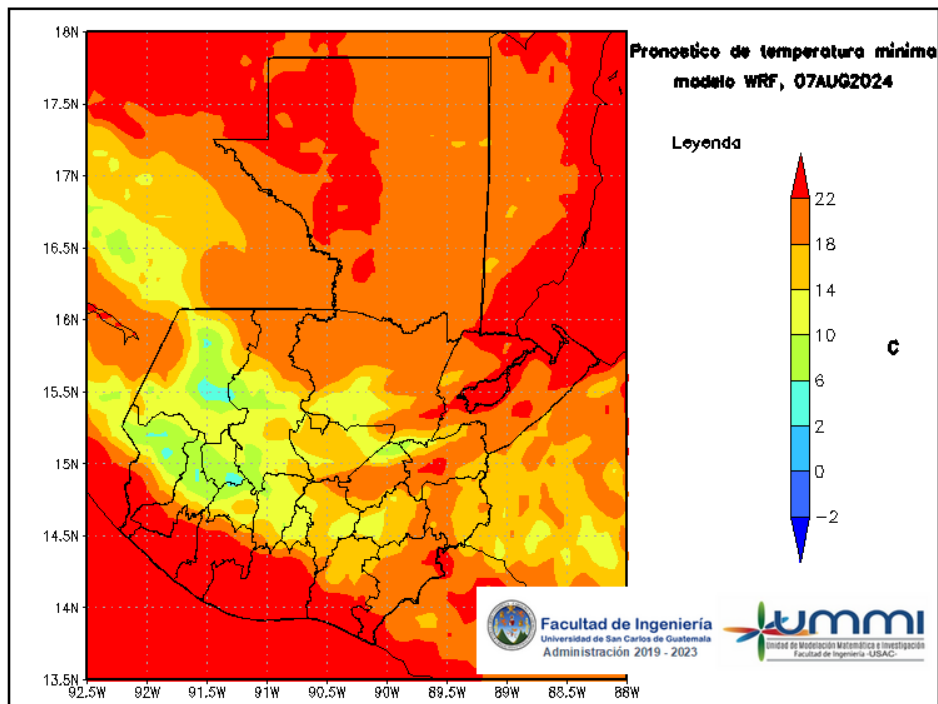 Pronostico de temperatura minima
modelo WRF, 07AUG2024
Leyenda
22
18
14
10
6
2
0
-2
C
18N
17.5N
17N
16.5N
16N
15.5N
15N
14.5N
14N
13.5N
92.5W
92W
91.5W
91W
90.5W
90W
89.5W
89W
88.5W
88W
Facultad de Ingeniería
Universidad de San Carlos de Guatemala
Administración 2019 - 2023
UMMI
Unidad de Modelación Matemática e Investigación
Facultad de Ingeniería -USAC-